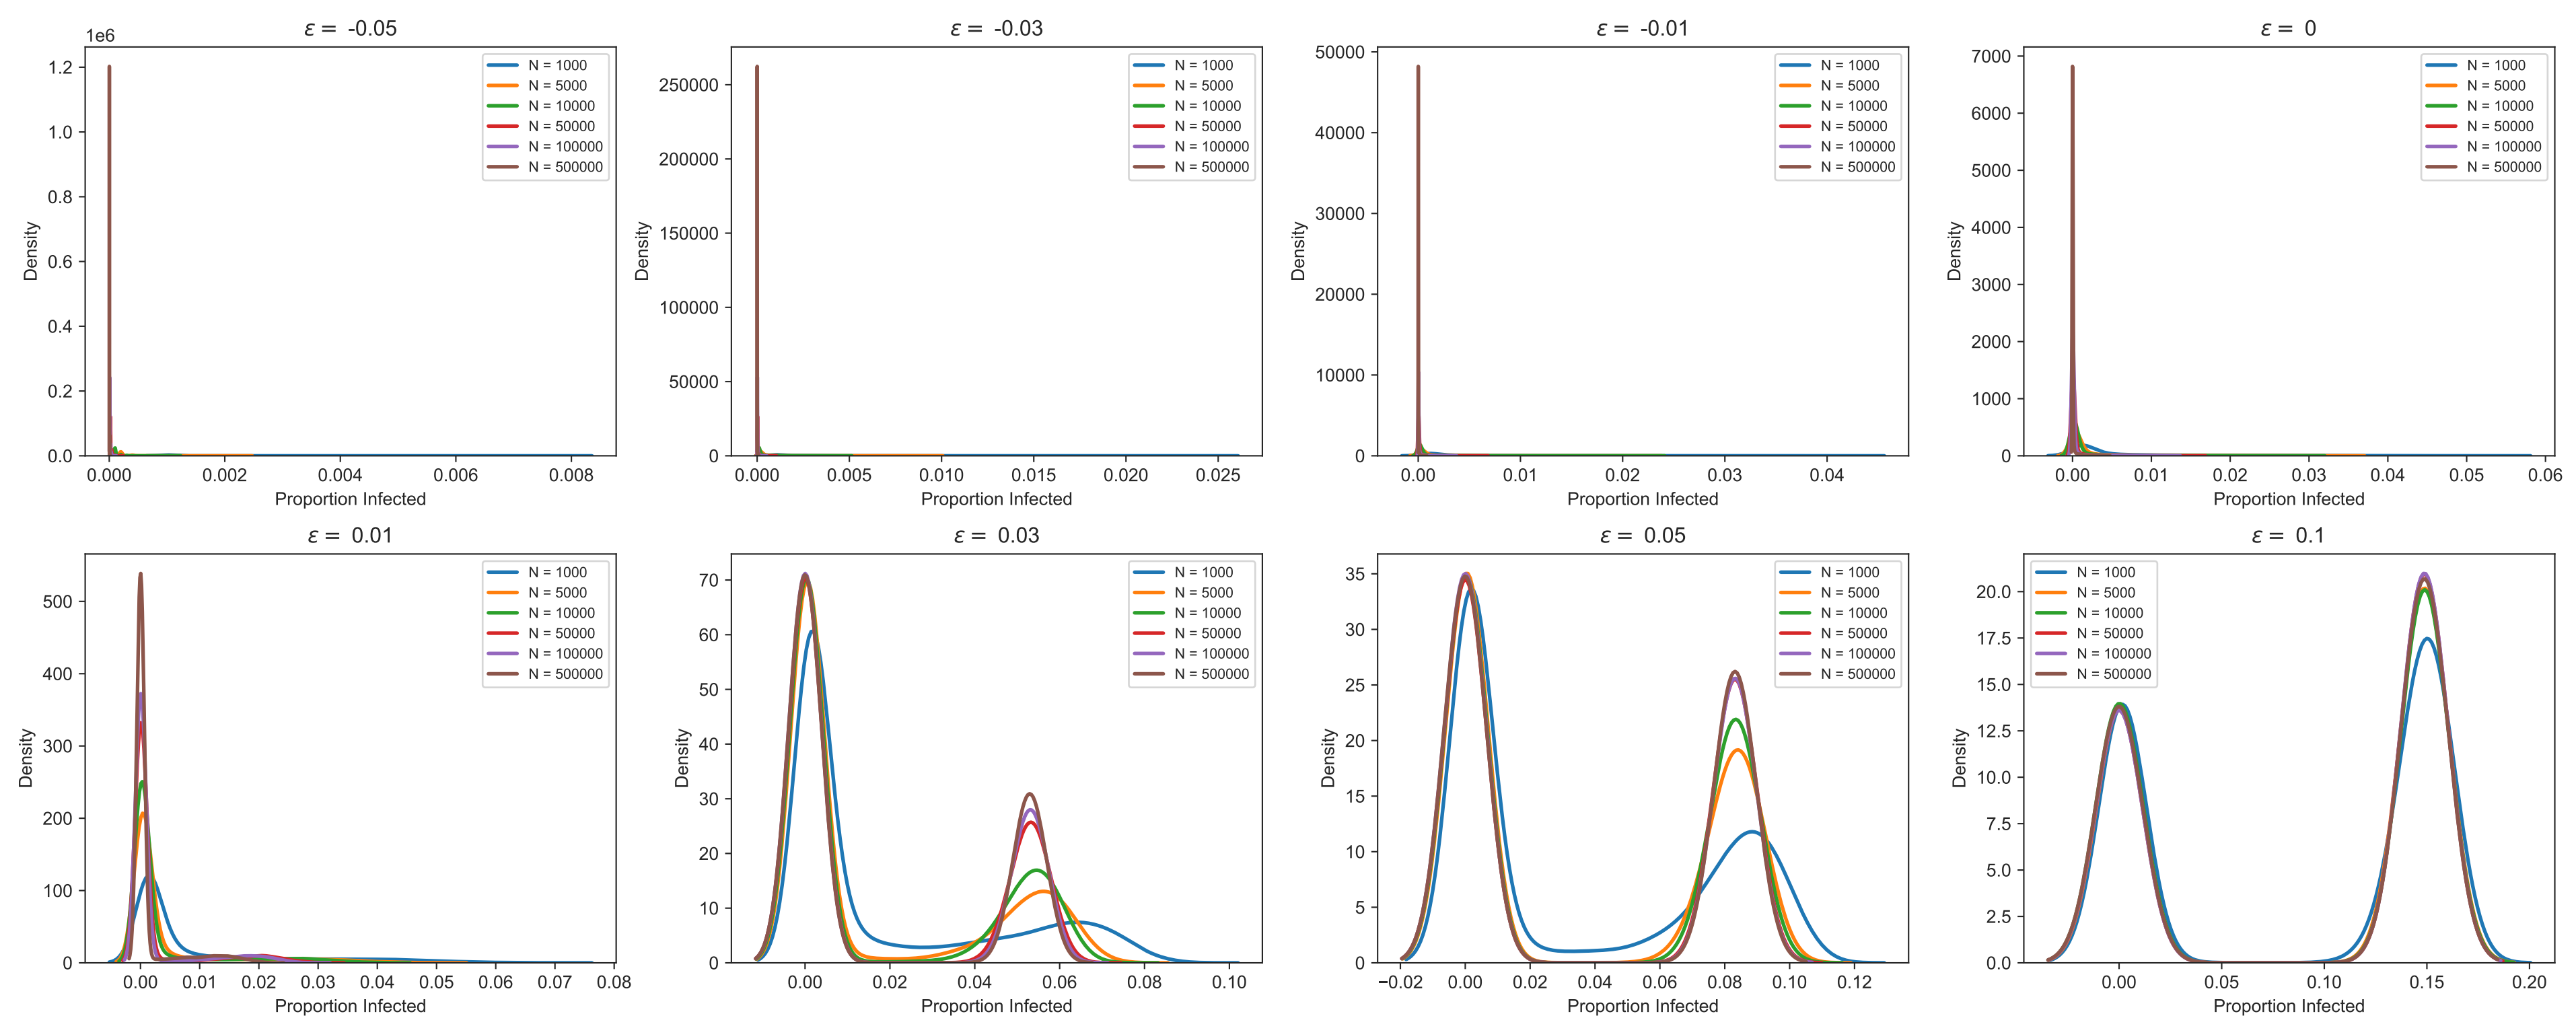 ε = -0.05
1e6
1.2
1.0
0.8
0.6
0.4
0.2
0.0
Density
0.000 0.002 0.004 0.006 0.008
Proportion Infected
N = 1000
N = 5000
N = 10000
N = 50000
N = 100000
N = 500000
ε = -0.03
250000
200000
150000
100000
50000
0
Density
0.000 0.005 0.010 0.015 0.020 0.025
Proportion Infected
N = 1000
N = 5000
N = 10000
N = 50000
N = 100000
N = 500000
ε = -0.01
50000
40000
30000
20000
10000
0
Density
0.00 0.01 0.02 0.03 0.04
Proportion Infected
N = 1000
N = 5000
N = 10000
N = 50000
N = 100000
N = 500000
ε = 0
7000
6000
5000
4000
3000
2000
1000
0
Density
0.00 0.01 0.02 0.03 0.04 0.05 0.06
Proportion Infected
N = 1000
N = 5000
N = 10000
N = 50000
N = 100000
N = 500000
ε = 0.01
500
400
300
200
100
0
Density
0.00 0.01 0.02 0.03 0.04 0.05 0.06 0.07 0.08
Proportion Infected
N = 1000
N = 5000
N = 10000
N = 50000
N = 100000
N = 500000
ε = 0.03
70
60
50
40
30
20
10
0
Density
0.00 0.02 0.04 0.06 0.08 0.10
Proportion Infected
N = 1000
N = 5000
N = 10000
N = 50000
N = 100000
N = 500000
ε = 0.05
35
30
25
20
15
10
5
0
Density
−0.02 0.00 0.02 0.04 0.06 0.08 0.10 0.12
Proportion Infected
N = 1000
N = 5000
N = 10000
N = 50000
N = 100000
N = 500000
ε = 0.1
20.0
17.5
15.0
12.5
10.0
7.5
5.0
2.5
0.0
Density
0.00 0.05 0.10 0.15 0.20
Proportion Infected
N = 1000
N = 5000
N = 10000
N = 50000
N = 100000
N = 500000